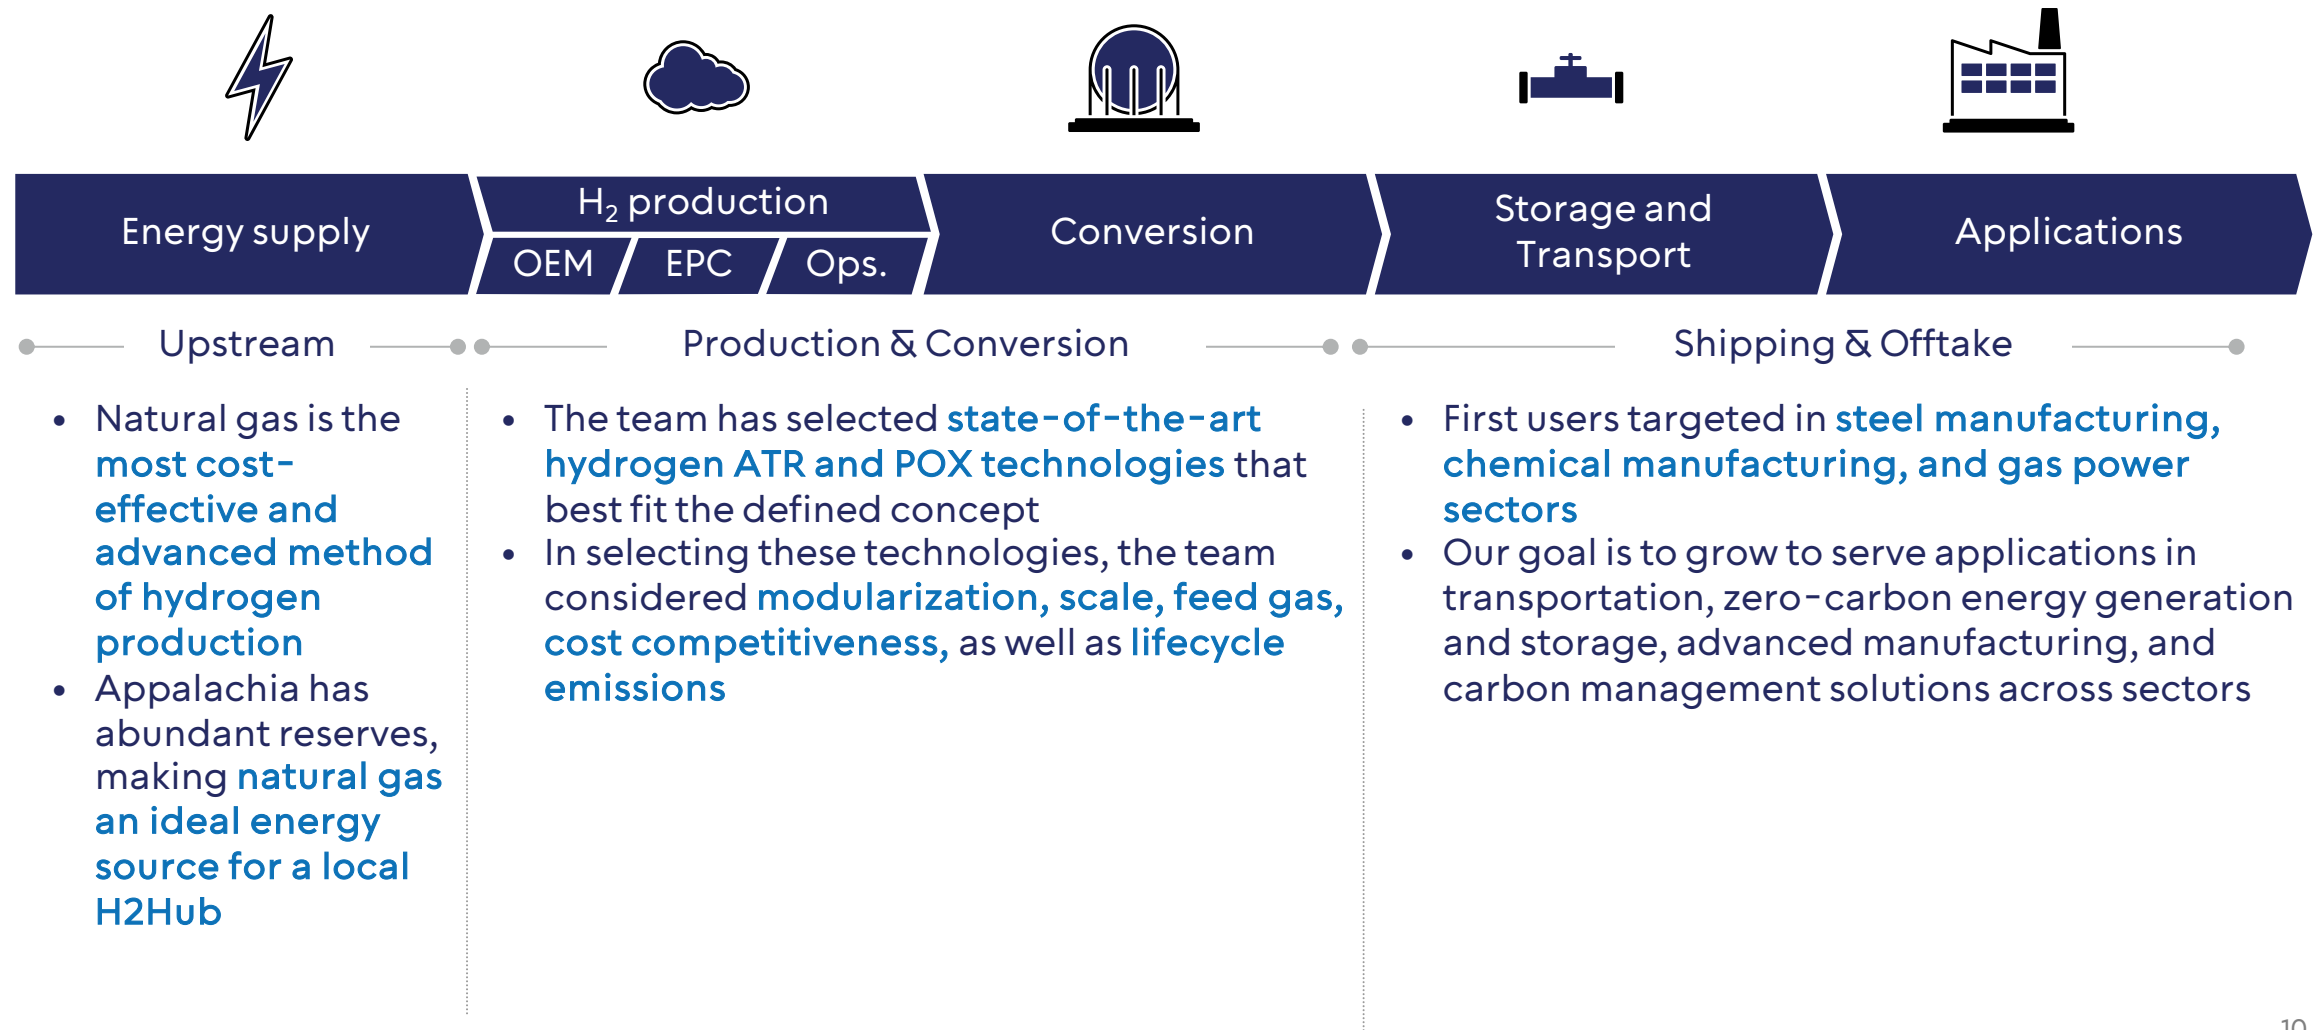 Energy supply
H₂ production
OEM
EPC
Ops.
Conversion
Storage and
Transport
Applications
Upstream
Production & Conversion
Shipping & Offtake
• Natural gas is the
most cost-
effective and
advanced method
of hydrogen
production
• Appalachia has
abundant reserves,
making natural gas
an ideal energy
source for a local
H2Hub
• The team has selected state-of-the-art
hydrogen ATR and POX technologies that
best fit the defined concept
• In selecting these technologies, the team
considered modularization, scale, feed gas,
cost competitiveness, as well as lifecycle
emissions
• First users targeted in steel manufacturing,
chemical manufacturing, and gas power
sectors
• Our goal is to grow to serve applications in
transportation, zero-carbon energy generation
and storage, advanced manufacturing, and
carbon management solutions across sectors
10